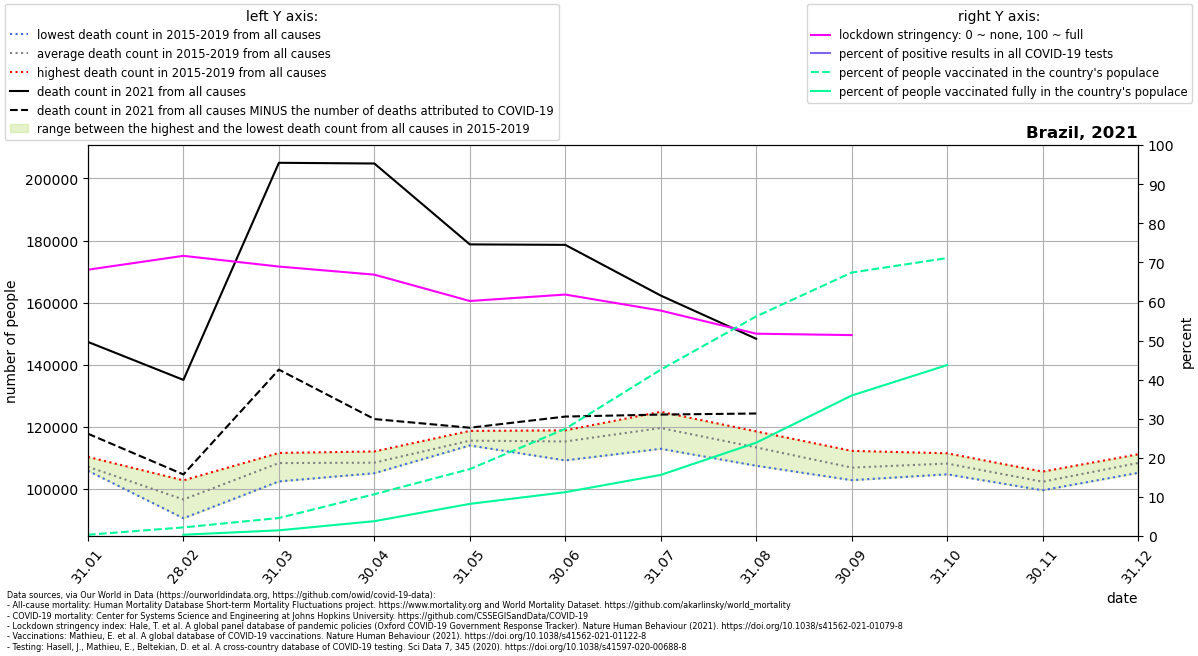 left Y axis:
lowest death count in 2015-2019 from all causes
average death count in 2015-2019 from all causes
highest death count in 2015-2019 from all causes
death count in 2021 from all causes
death count in 2021 from all causes MINUS the number of deaths attributed to COVID-19
range between the highest and the lowest death count from all causes in 2015-2019
right Y axis:
lockdown stringency: 0 ~ none, 100 ~ full
percent of positive results in all COVID-19 tests
percent of people vaccinated in the country's populace
percent of people vaccinated fully in the country's populace
Brazil, 2021
number of people
200000
180000
160000
140000
120000
100000
100
90
80
70
60
50
40
30
20
10
0
percent
31.01
28.02
31.03
30.04
31.05
30.06
31.07
31.08
30.09
31.10
30.11
31.12
date
Data sources, via Our World in Data (https://ourworldindata.org, https://github.com/owid/covid-19-data):
- All-cause mortality: Human Mortality Database Short-term Mortality Fluctuations project. https://www.mortality.org and World Mortality Dataset. https://github.com/akarlinsky/world_mortality
- COVID-19 mortality: Center for Systems Science and Engineering at Johns Hopkins University. https://github.com/CSSEGISandData/COVID-19
- Lockdown stringency index: Hale, T. et al. A global panel database of pandemic policies (Oxford COVID-19 Government Response Tracker). Nature Human Behaviour (2021). https://doi.org/10.1038/s41562-021-01079-8
- Vaccinations: Mathieu, E. et al. A global database of COVID-19 vaccinations. Nature Human Behaviour (2021). https://doi.org/10.1038/s41562-021-01122-8
- Testing: Hasell, J., Mathieu, E., Beltekian, D. et al. A cross-country database of COVID-19 testing. Sci Data 7, 345 (2020). https://doi.org/10.1038/s41597-020-00688-8